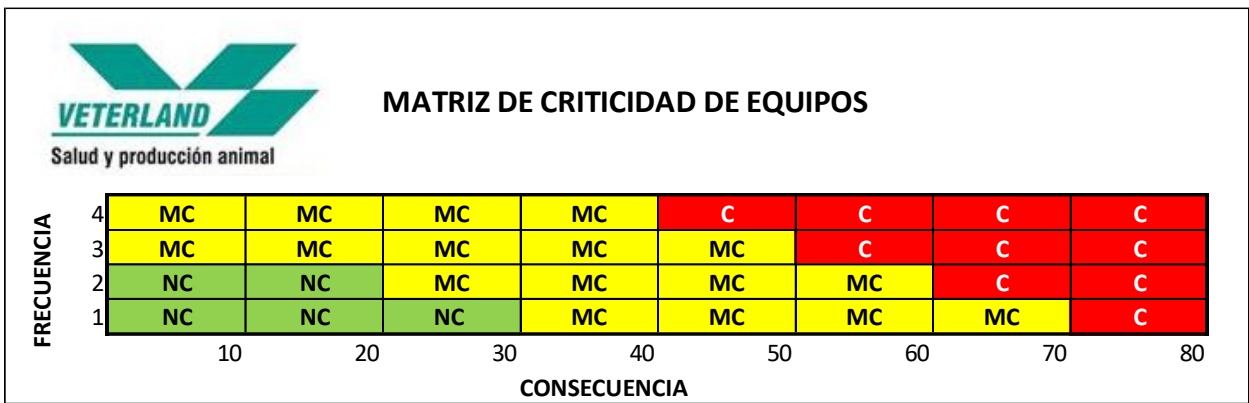 VETERLAND
Salud y producción animal
MATRIZ DE CRITICIDAD DE EQUIPOS
FRECUENCIA
4 MC MC MC MC C C C C
3 MC MC MC MC MC C C C
2 NC NC MC MC MC MC C C
1 NC NC NC MC MC MC MC C
10 20 30 40 50 60 70 80
CONSECUENCIA